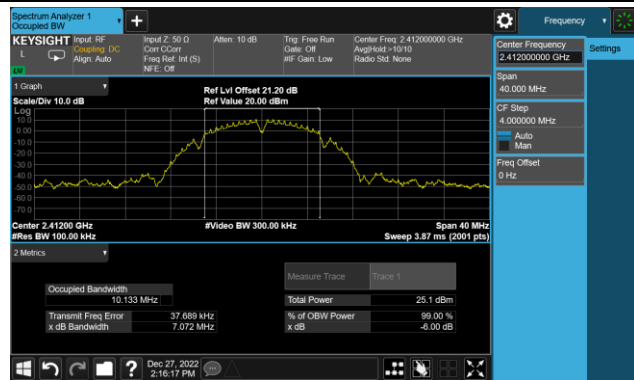 Spectrum Analyzer 1
Occupied BW
Frequency
KEYSIGHT
L
LM
Input: RF
Coupling: DC
Align: Auto
Input Z: 50 Ω
Corr CCorr
Freq Ref: Int (S)
NFE: Off
Atten: 10 dB
Trig: Free Run
Gate: Off
#IF Gain: Low
Center Freq: 2.412000000 GHz
Avg|Hold:>10/10
Radio Std: None
Center Frequency
2.412000000 GHz
Settings
Span
40.000 MHz
CF Step
4.000000 MHz
Auto
Man
Freq Offset
0 Hz
1 Graph
Scale/Div 10.0 dB
Ref Lvl Offset 21.20 dB
Ref Value 20.00 dBm
Log
10.0
0.00
-10.0
-20.0
-30.0
-40.0
-50.0
-60.0
-70.0
Center 2.41200 GHz
#Res BW 100.00 kHz
#Video BW 300.00 kHz
Span 40 MHz
Sweep 3.87 ms (2001 pts)
2 Metrics
Measure Trace
Trace 1
Occupied Bandwidth
10.133 MHz
Total Power
25.1 dBm
Transmit Freq Error
37.689 kHz
% of OBW Power
99.00 %
x dB Bandwidth
7.072 MHz
x dB
-6.00 dB
?
Dec 27, 2022
2:16:17 PM